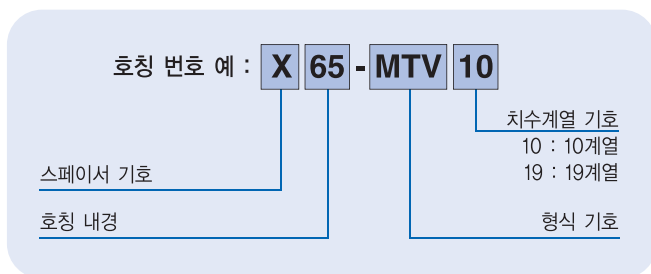 호칭 번호 예 : X 65 - MTV 10
치수계열 기호
10 : 10계열
19 : 19계열
스페이서 기호
호칭 내경
형식 기호